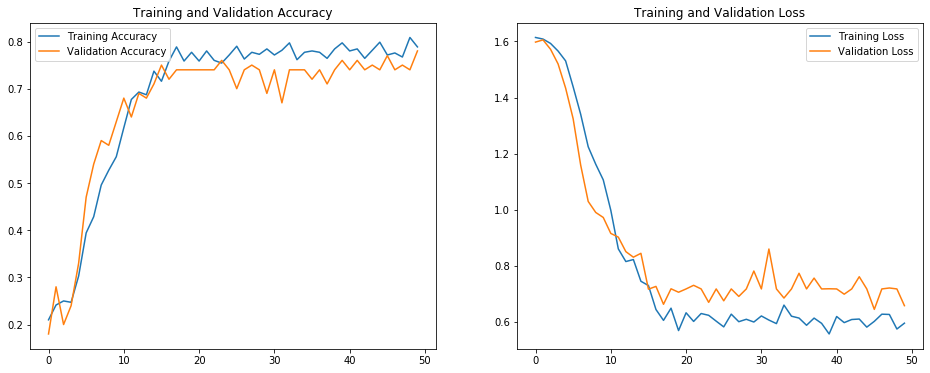 Training and Validation Accuracy
Training Accuracy
Validation Accuracy
0.8
0.7
0.6
0.5
0.4
0.3
0.2
0 10 20 30 40 50
Training and Validation Loss
Training Loss
Validation Loss
1.6
1.4
1.2
1.0
0.8
0.6
0 10 20 30 40 50